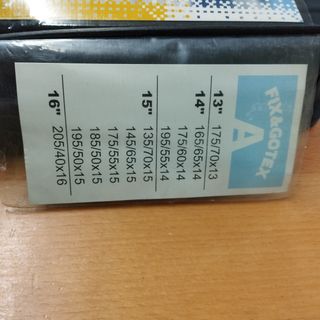 FIX&GOTEX
A
13" 175/70x13
14" 165/65x14
175/60x14
195/55x14
15" 135/70x15
145/65x15
175/55x15
185/50x15
195/50x15
16" 205/40x16